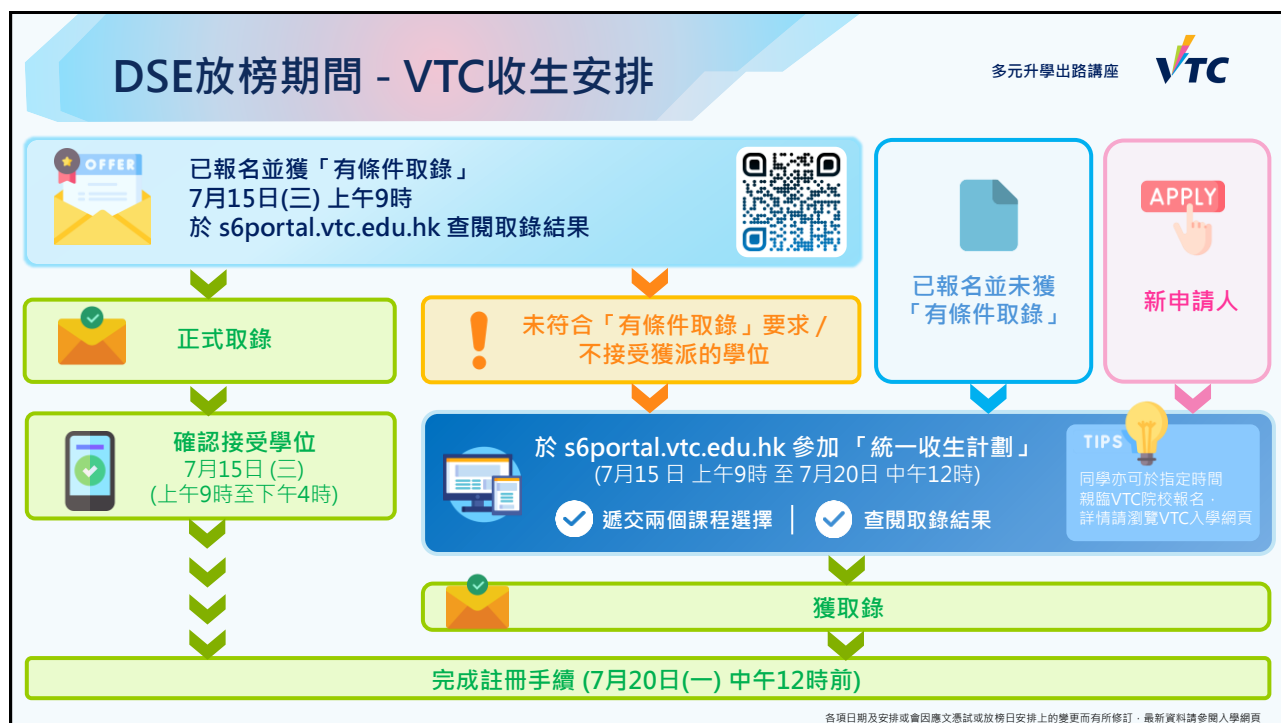 DSE放榜期間 - VTC收生安排
多元升學出路講座
VTC
OFFER
已報名並獲「有條件取錄」
7月15日(三) 上午9時
於 s6portal.vtc.edu.hk 查閱取錄結果
已報名並未獲
「有條件取錄」
APPLY
新申請人
正式取錄
未符合「有條件取錄」要求 /
不接受獲派的學位
確認接受學位
7月15日 (三)
(上午9時至下午4時)
於 s6portal.vtc.edu.hk 參加 「統一收生計劃」
(7月15 日 上午9時 至 7月20日 中午12時)
遞交兩個課程選擇 | 查閱取錄結果
TIPS
同學亦可於指定時間
親臨VTC院校報名，
詳情請瀏覽VTC入學網頁
獲取錄
完成註冊手續 (7月20日(一) 中午12時前)
各項日期及安排或會因應文憑試或放榜日安排上的變更而有所修訂，最新資料請參閱入學網頁